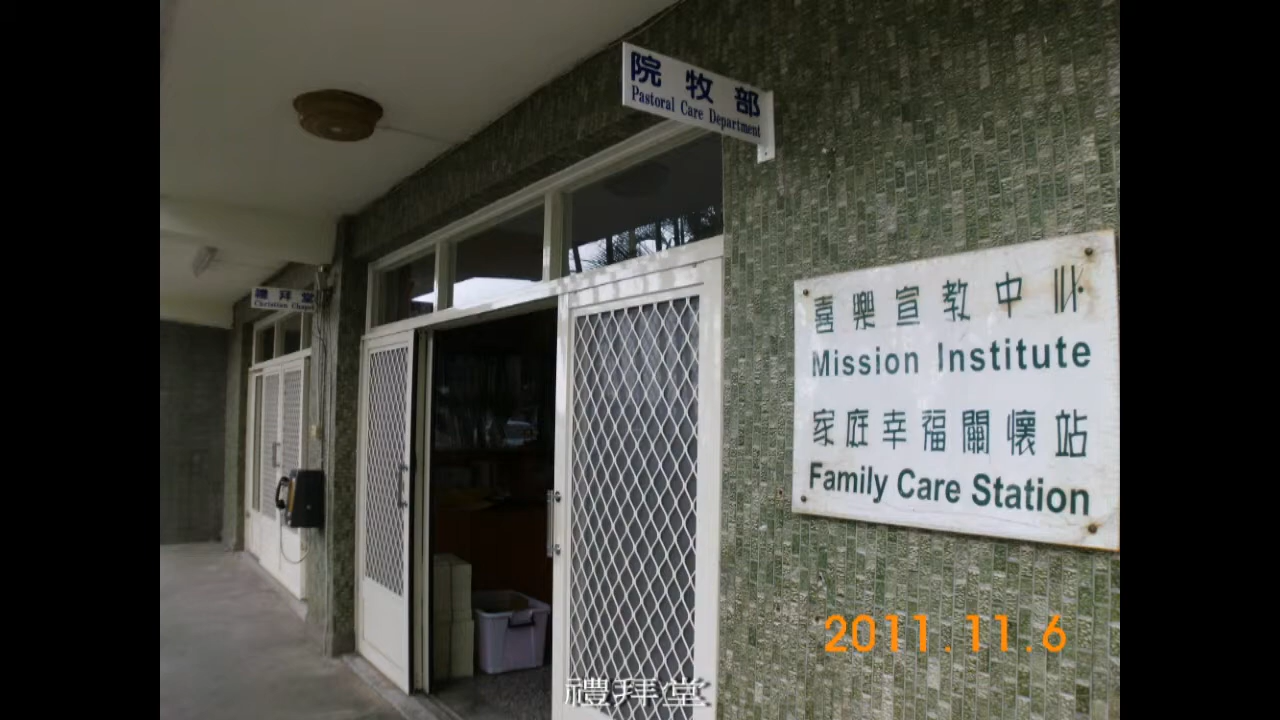 院牧部
Pastoral Care Department
禮拜堂
Christian Chapel
喜樂宣教中心
Mission Institute
家庭幸福關懷站
Family Care Station
2011.11.6
禮拜堂